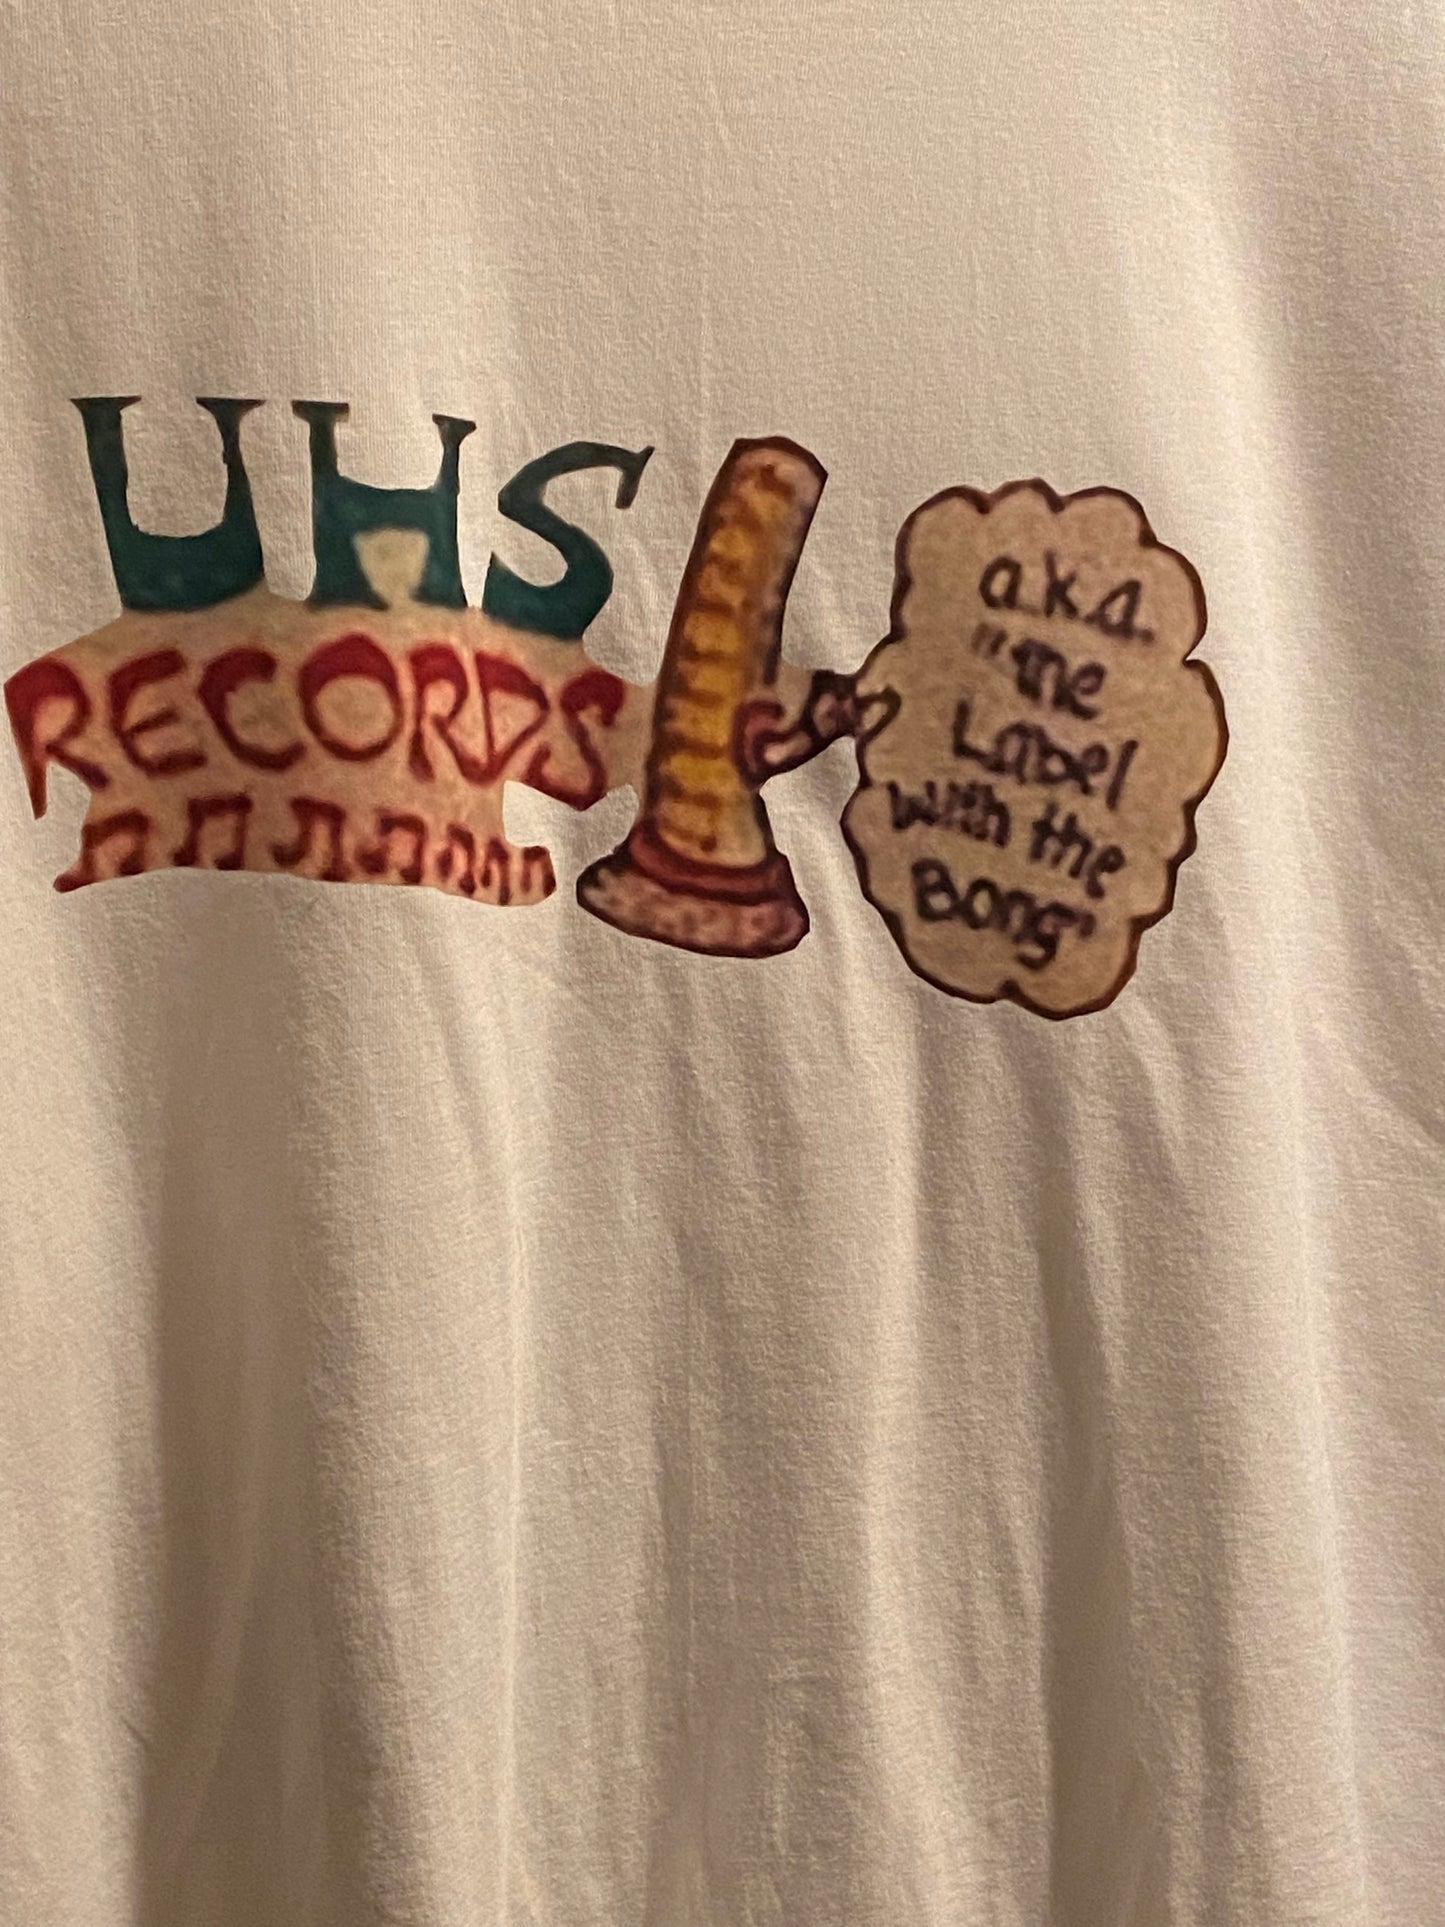 UHS
RECORDS
a.k.a.
"The
Label
With the
Bong"